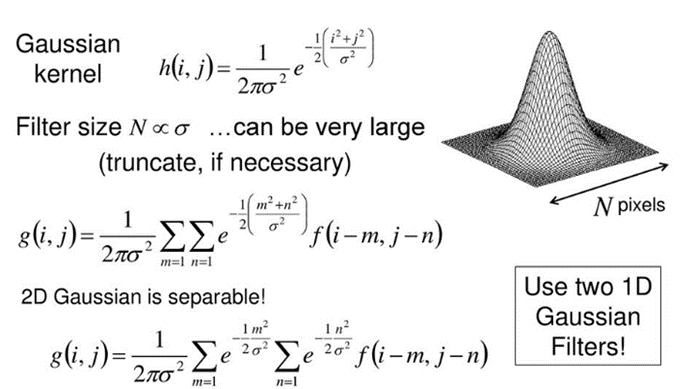 Gaussian
kernel
h(i, j) = \frac{1}{2\pi\sigma^2} e^{-\frac{1}{2}\left(\frac{i^2+j^2}{\sigma^2}\right)}
Filter size N ∝ σ …can be very large
(truncate, if necessary)
N pixels
g(i, j) = \frac{1}{2\pi\sigma^2} \sum_{m=1} \sum_{n=1} e^{-\frac{1}{2}\left(\frac{m^2+n^2}{\sigma^2}\right)} f(i-m, j-n)
2D Gaussian is separable!
g(i, j) = \frac{1}{2\pi\sigma^2} \sum_{m=1} e^{-\frac{1}{2}\frac{m^2}{\sigma^2}} \sum_{n=1} e^{-\frac{1}{2}\frac{n^2}{\sigma^2}} f(i-m, j-n)
Use two 1D
Gaussian
Filters!